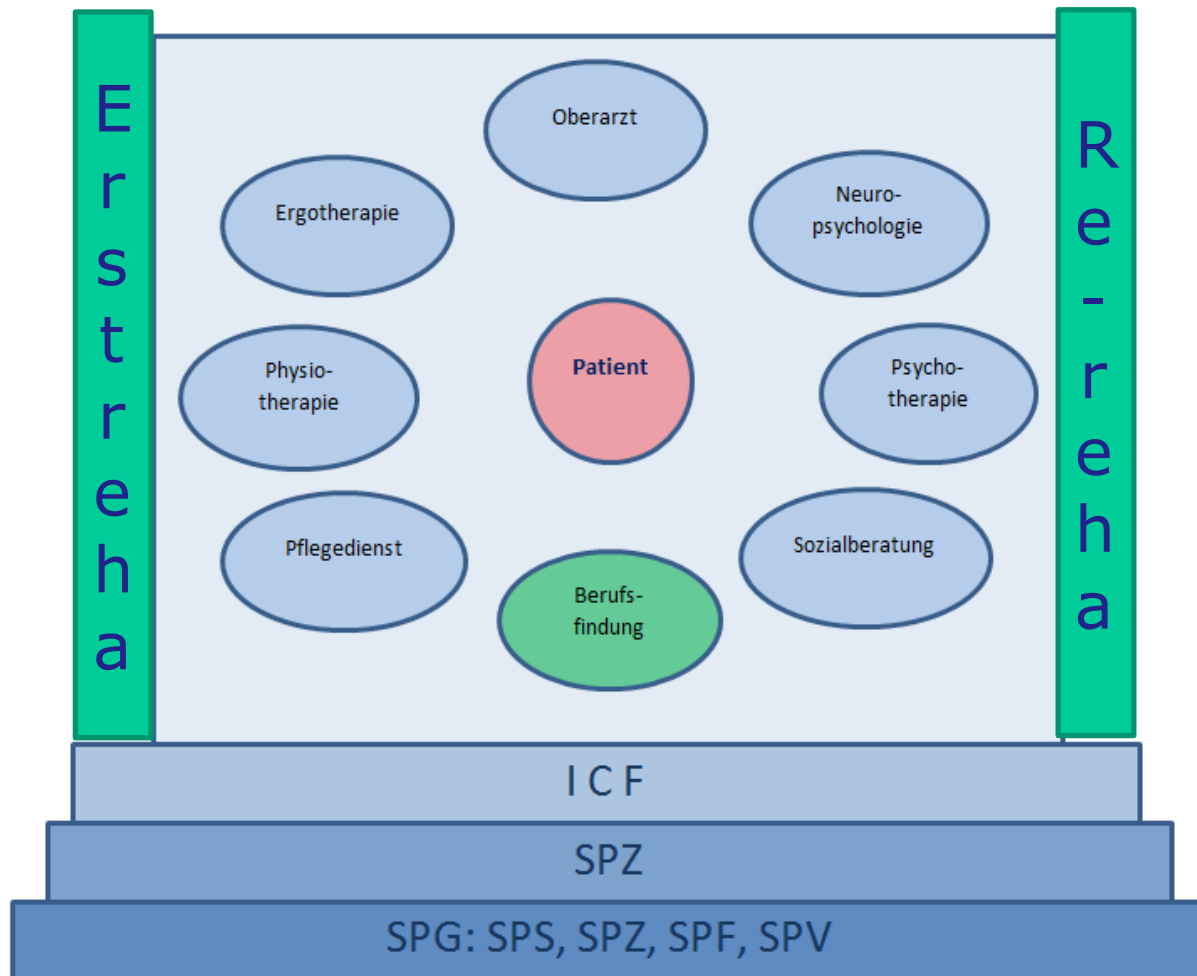 Erstreha
Oberarzt
Ergotherapie
Neuro-
psychologie
Physio-
therapie
Patient
Psycho-
therapie
Pflegedienst
Berufs-
findung
Sozialberatung
Re-reha
I C F
SPZ
SPG: SPS, SPZ, SPF, SPV